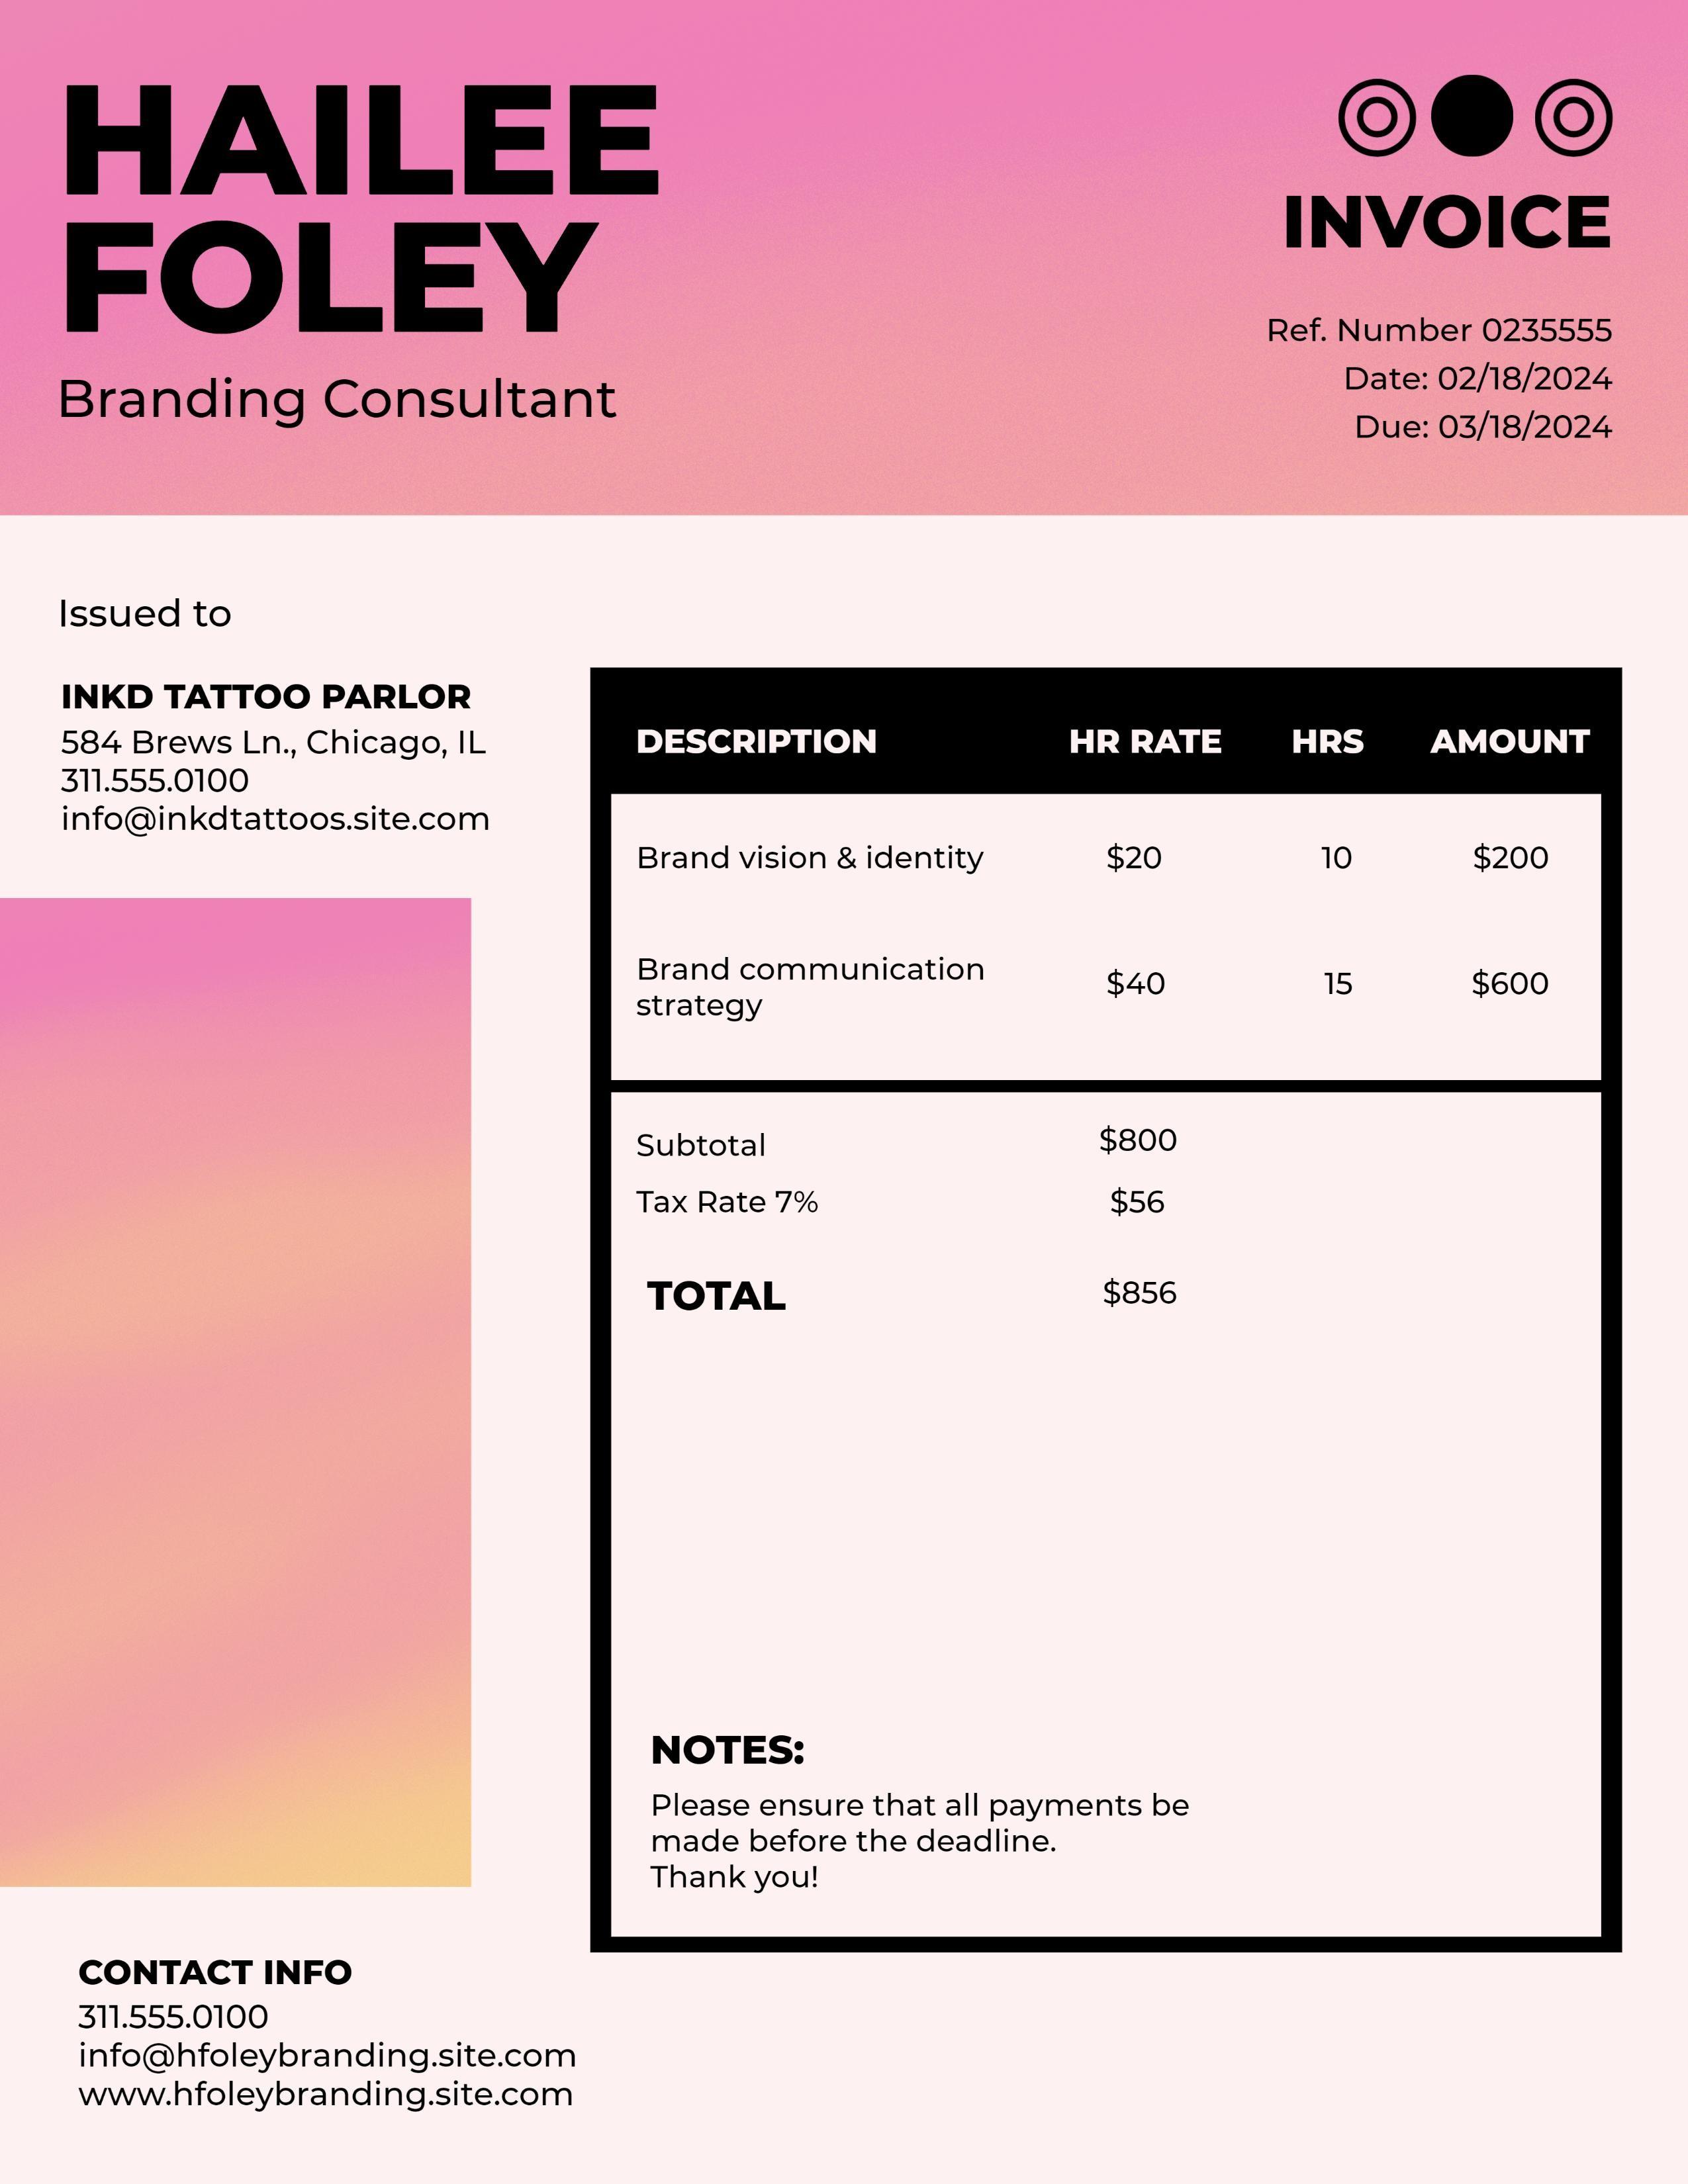 HAILEE
FOLEY
Branding Consultant
INVOICE
Ref. Number 0235555
Date: 02/18/2024
Due: 03/18/2024
Issued to
INKD TATTOO PARLOR
584 Brews Ln., Chicago, IL
311.555.0100
info@inkdtattoos.site.com
DESCRIPTION HR RATE HRS AMOUNT
Brand vision & identity $20 10 $200
Brand communication
strategy $40 15 $600
Subtotal $800
Tax Rate 7% $56
TOTAL $856
NOTES:
Please ensure that all payments be
made before the deadline.
Thank you!
CONTACT INFO
311.555.0100
info@hfoleybranding.site.com
www.hfoleybranding.site.com